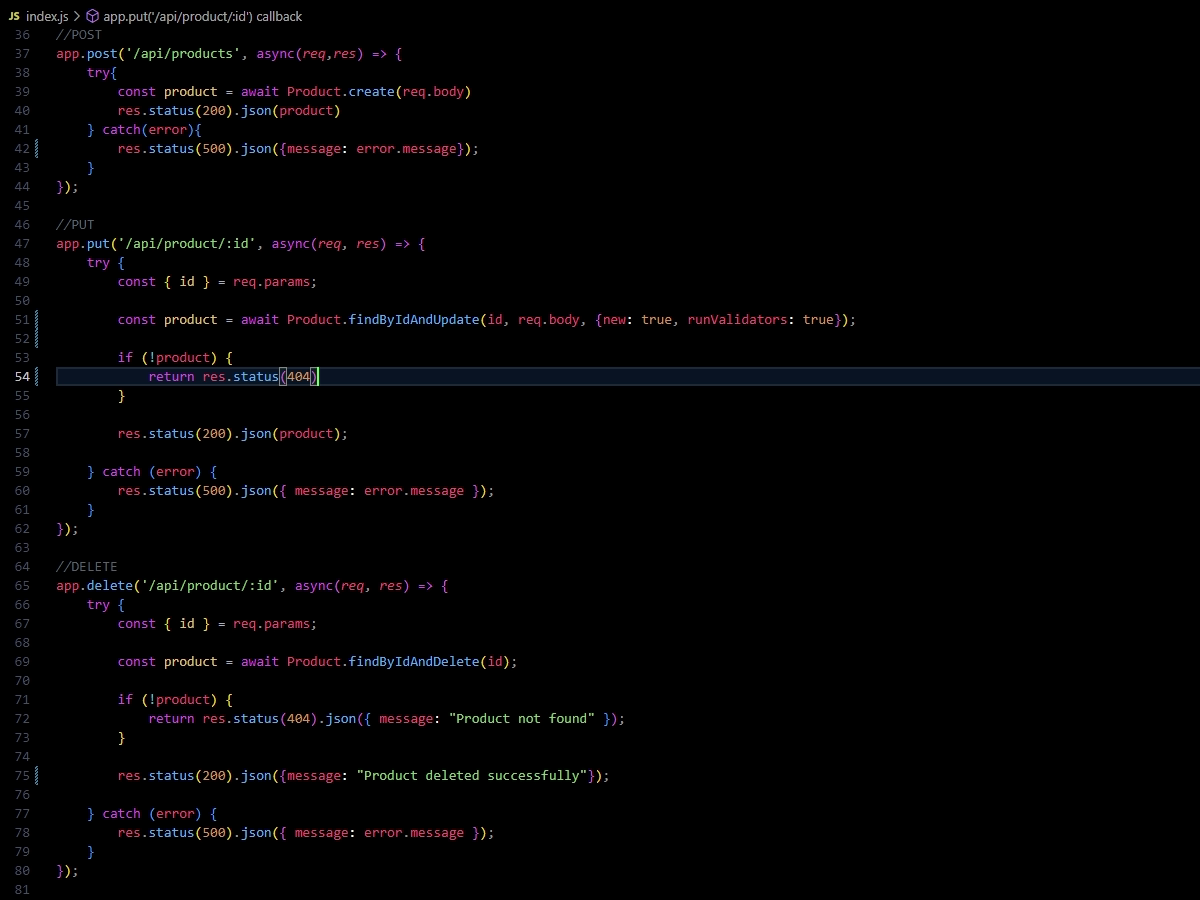 JS index.js > app.put('/api/product/:id') callback
36 //POST
37 app.post('/api/products', async(req,res) => {
38     try{
39         const product = await Product.create(req.body)
40         res.status(200).json(product)
41     } catch(error){
42         res.status(500).json({message: error.message});
43     }
44 });
45
46 //PUT
47 app.put('/api/product/:id', async(req, res) => {
48     try {
49         const { id } = req.params;
50
51         const product = await Product.findByIdAndUpdate(id, req.body, {new: true, runValidators: true});
52
53         if (!product) {
54             return res.status(404)
55         }
56
57         res.status(200).json(product);
58
59     } catch (error) {
60         res.status(500).json({ message: error.message });
61     }
62 });
63
64 //DELETE
65 app.delete('/api/product/:id', async(req, res) => {
66     try {
67         const { id } = req.params;
68
69         const product = await Product.findByIdAndDelete(id);
70
71         if (!product) {
72             return res.status(404).json({ message: "Product not found" });
73         }
74
75         res.status(200).json({message: "Product deleted successfully"});
76
77     } catch (error) {
78         res.status(500).json({ message: error.message });
79     }
80 });
81